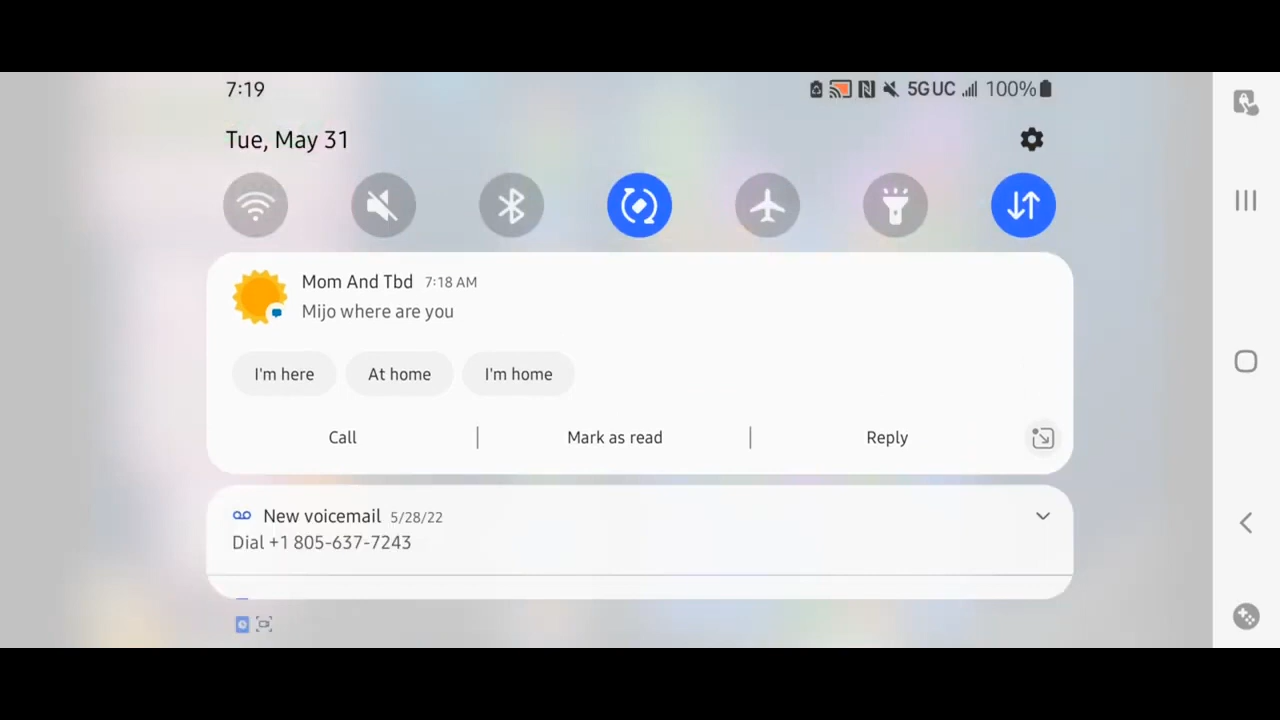 7:19
5G UC 100%
Tue, May 31
Mom And Tbd 7:18 AM
Mijo where are you
I'm here At home I'm home
Call | Mark as read | Reply
New voicemail 5/28/22
Dial +1 805-637-7243